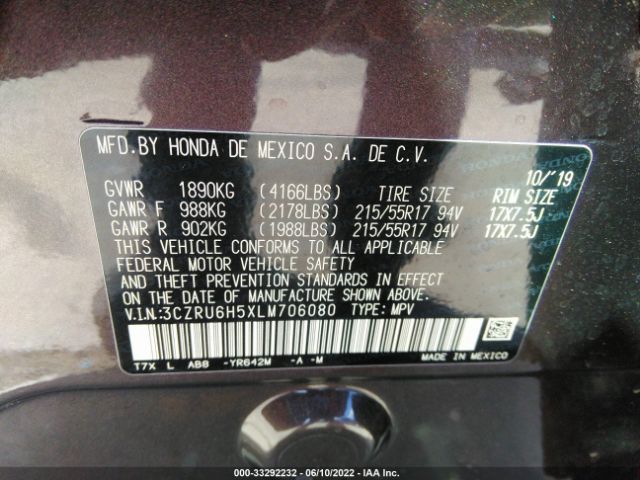 MFD.BY HONDA DE MEXICO S.A. DE C.V.
10/'19
GVWR 1890KG (4166LBS) TIRE SIZE RIM SIZE
GAWR F 988KG (2178LBS) 215/55R17 94V 17X7.5J
GAWR R 902KG (1988LBS) 215/55R17 94V 17X7.5J
THIS VEHICLE CONFORMS TO ALL APPLICABLE
FEDERAL MOTOR VEHICLE SAFETY
AND THEFT PREVENTION STANDARDS IN EFFECT
ON THE DATE OF MANUFACTURE SHOWN ABOVE.
V.I.N:3CZRU6H5XLM706080 TYPE: MPV
T7X L AB8 -YR642M -A -M MADE IN MEXICO
000-33292232 - 06/10/2022 - IAA Inc.